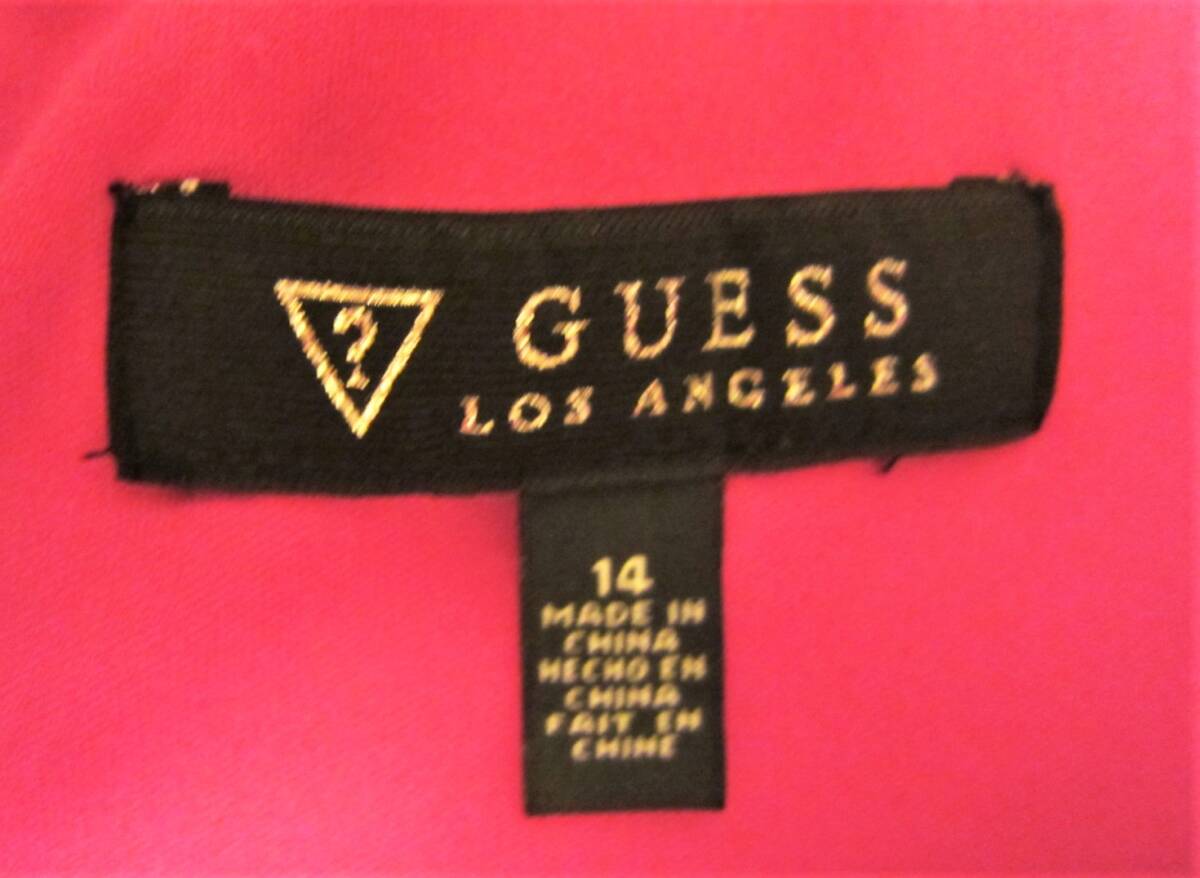 ?
GUESS
LOS ANGELES
14
MADE IN
CHINA
HECHO EN
CHINA
FAIT EN
CHINE